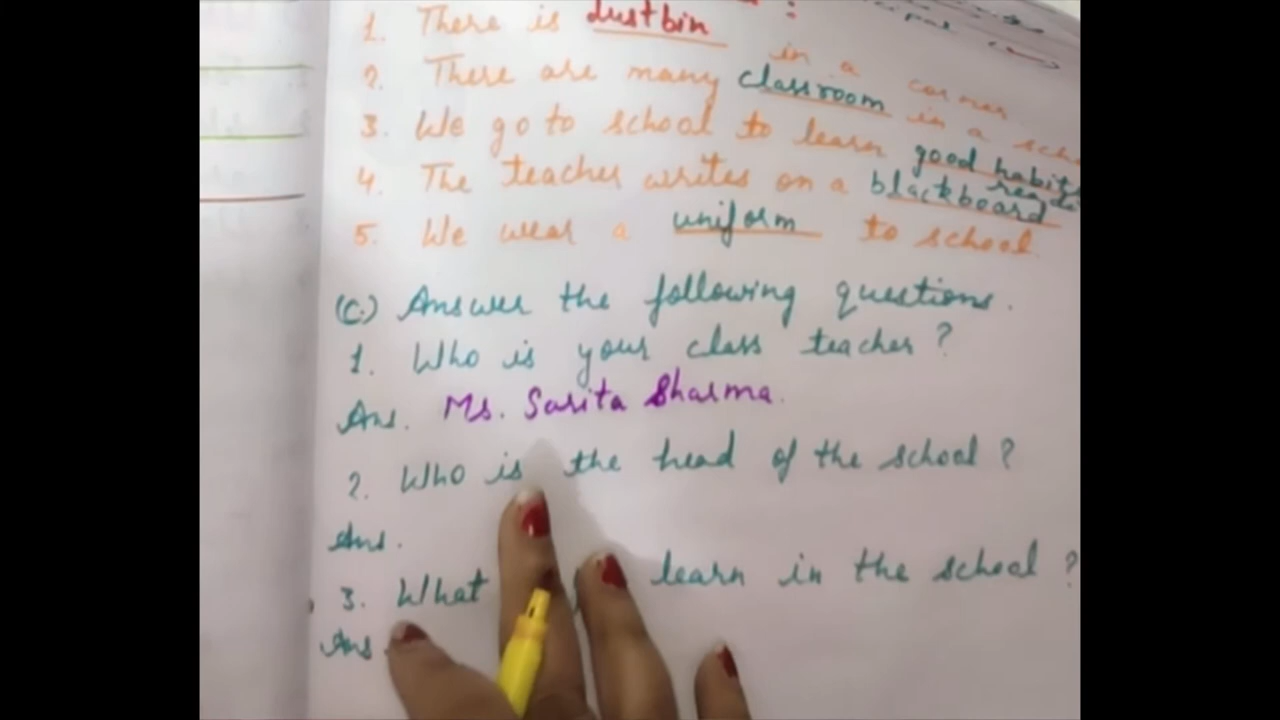 1. There is dustbin in a corner.
2. There are many classroom in a
3. We go to school to learn good habits
4. The teacher writes on a blackboard
5. We wear a uniform to school.
(C.) Answer the following questions.
1. Who is your class teacher?
Ans. Ms. Sarita Sharma.
2. Who is the head of the school?
Ans.
3. What learn in the school?
Ans.